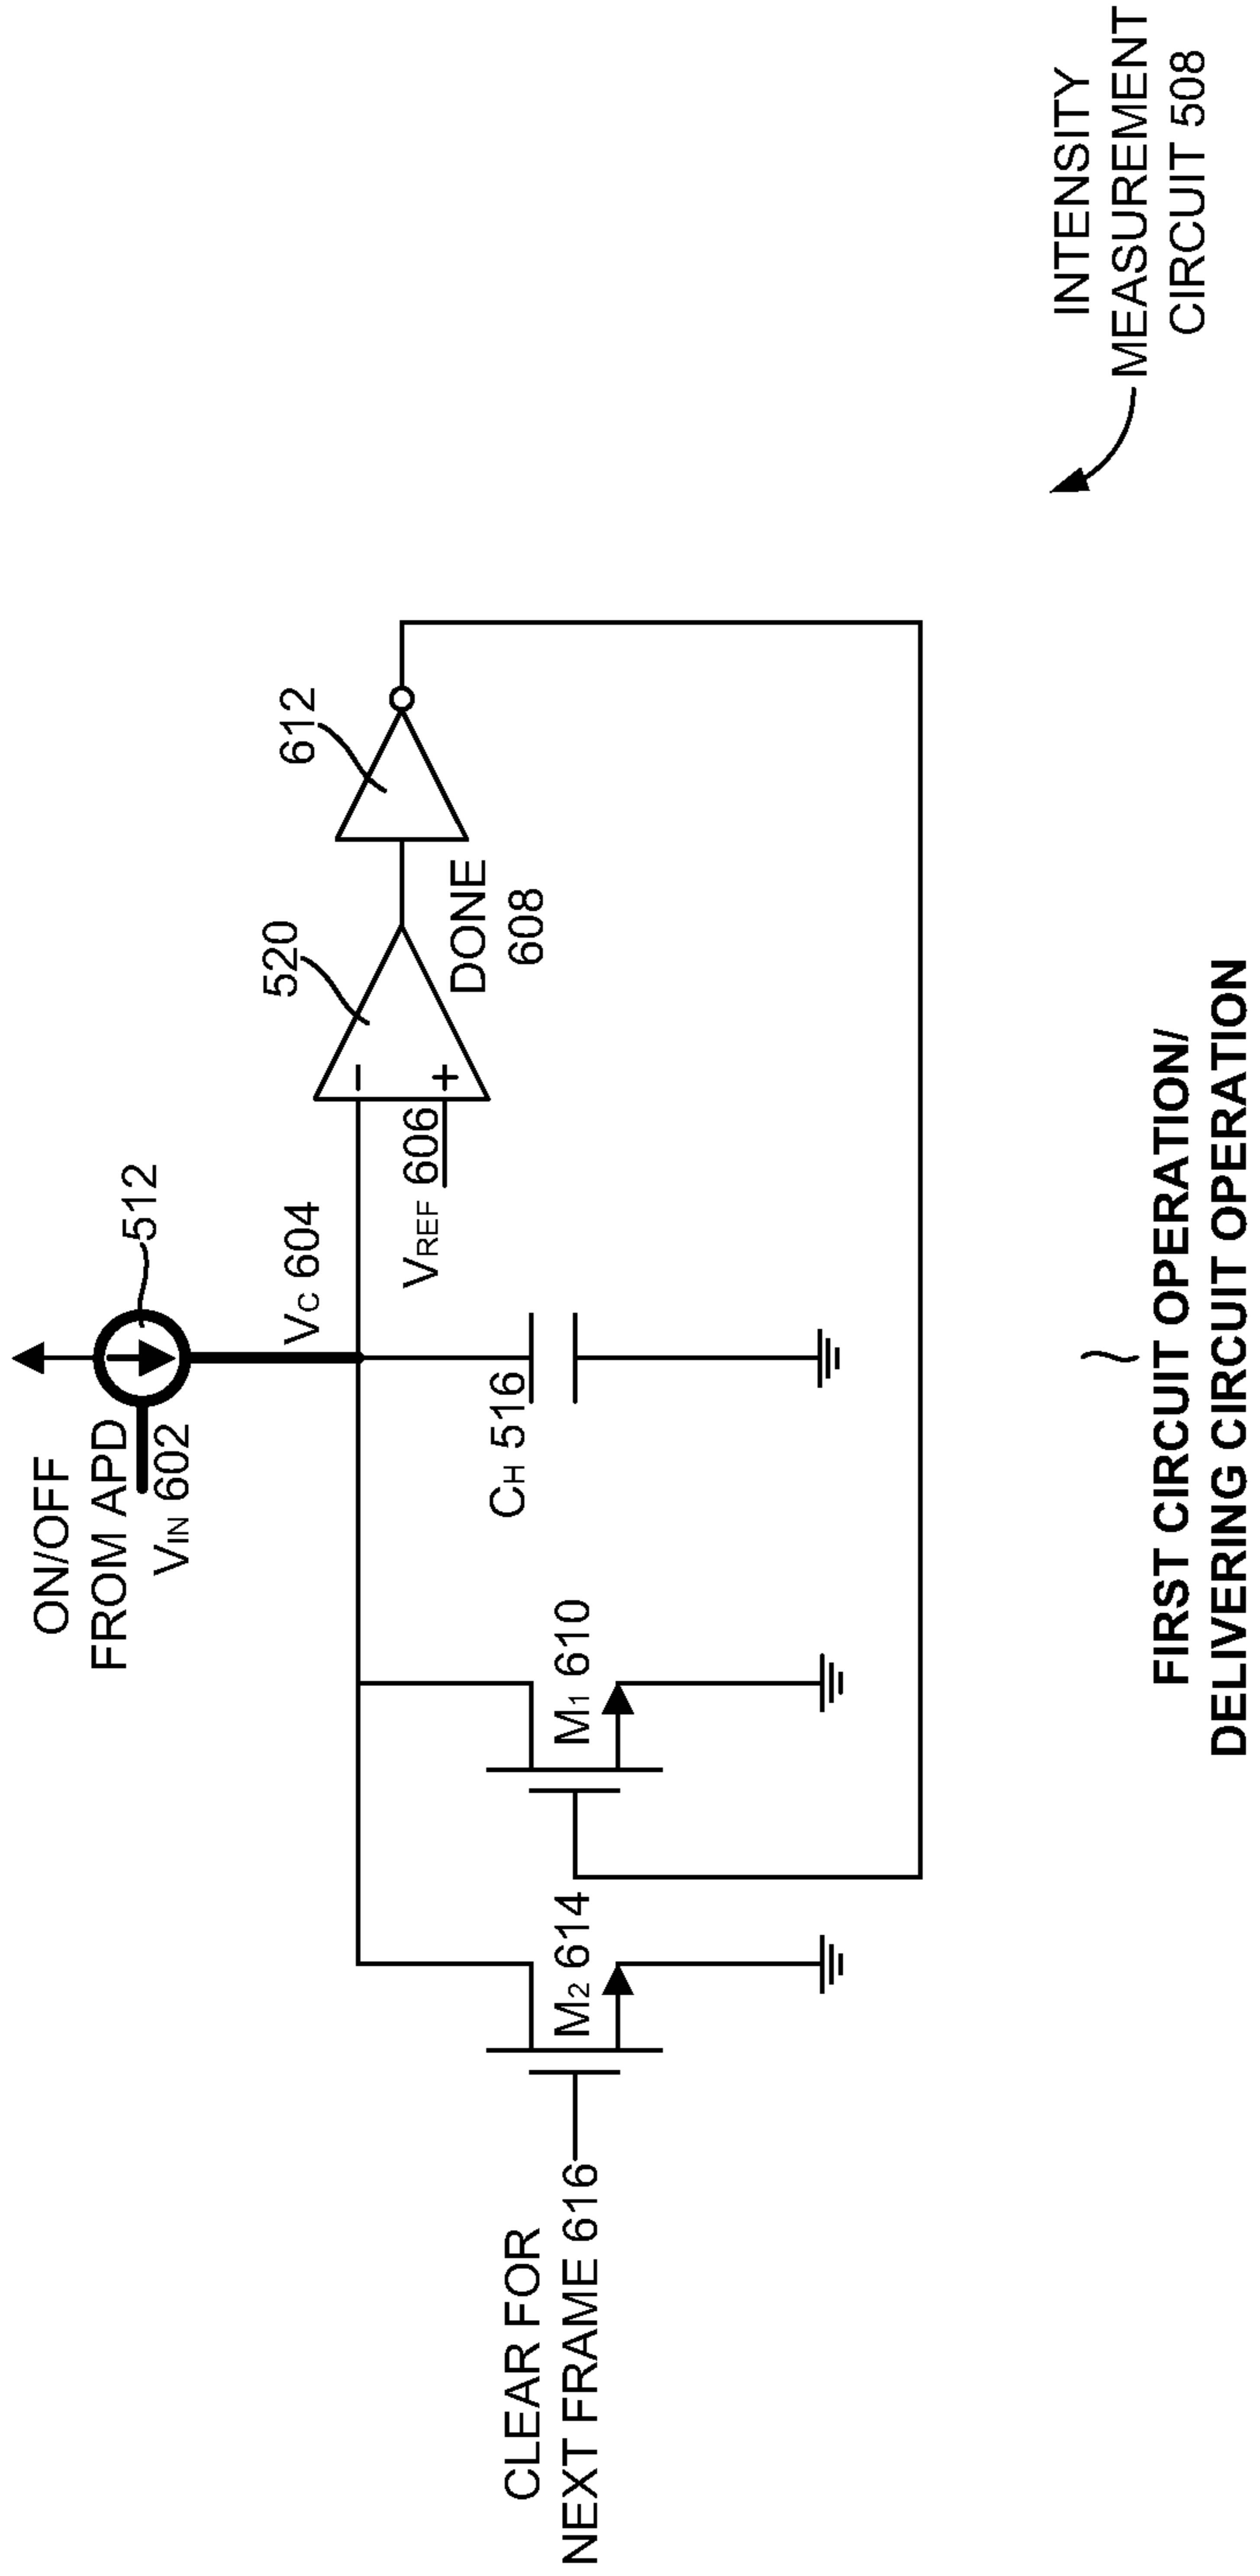 ON/OFF
FROM APD
VIN 602
512
VC 604
VREF 606
520
DONE
608
612
CH 516
M1 610
M2 614
CLEAR FOR
NEXT FRAME 616
−
+
INTENSITY
MEASUREMENT
CIRCUIT 508
FIRST CIRCUIT OPERATION/
DELIVERING CIRCUIT OPERATION